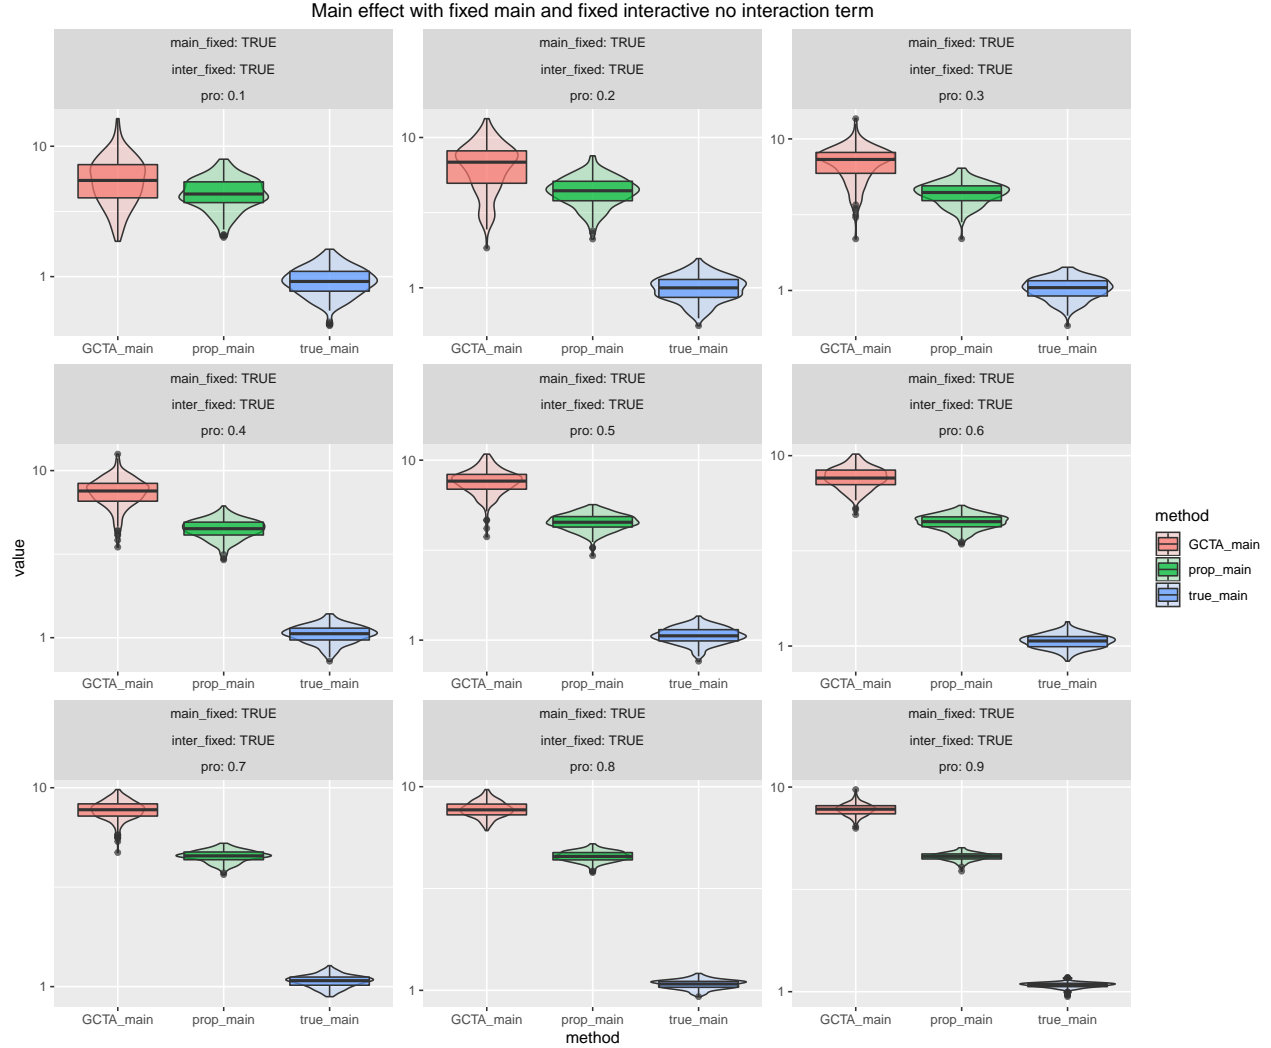 Main effect with fixed main and fixed interactive no interaction term
main_fixed: TRUE
inter_fixed: TRUE
pro: 0.1
main_fixed: TRUE
inter_fixed: TRUE
pro: 0.2
main_fixed: TRUE
inter_fixed: TRUE
pro: 0.3
10
1
GCTA_main prop_main true_main
10
1
GCTA_main prop_main true_main
10
1
GCTA_main prop_main true_main
main_fixed: TRUE
inter_fixed: TRUE
pro: 0.4
main_fixed: TRUE
inter_fixed: TRUE
pro: 0.5
main_fixed: TRUE
inter_fixed: TRUE
pro: 0.6
value
10
1
GCTA_main prop_main true_main
10
1
GCTA_main prop_main true_main
10
1
GCTA_main prop_main true_main
main_fixed: TRUE
inter_fixed: TRUE
pro: 0.7
main_fixed: TRUE
inter_fixed: TRUE
pro: 0.8
main_fixed: TRUE
inter_fixed: TRUE
pro: 0.9
10
1
GCTA_main prop_main true_main
10
1
GCTA_main prop_main true_main
10
1
GCTA_main prop_main true_main
method
method
GCTA_main
prop_main
true_main